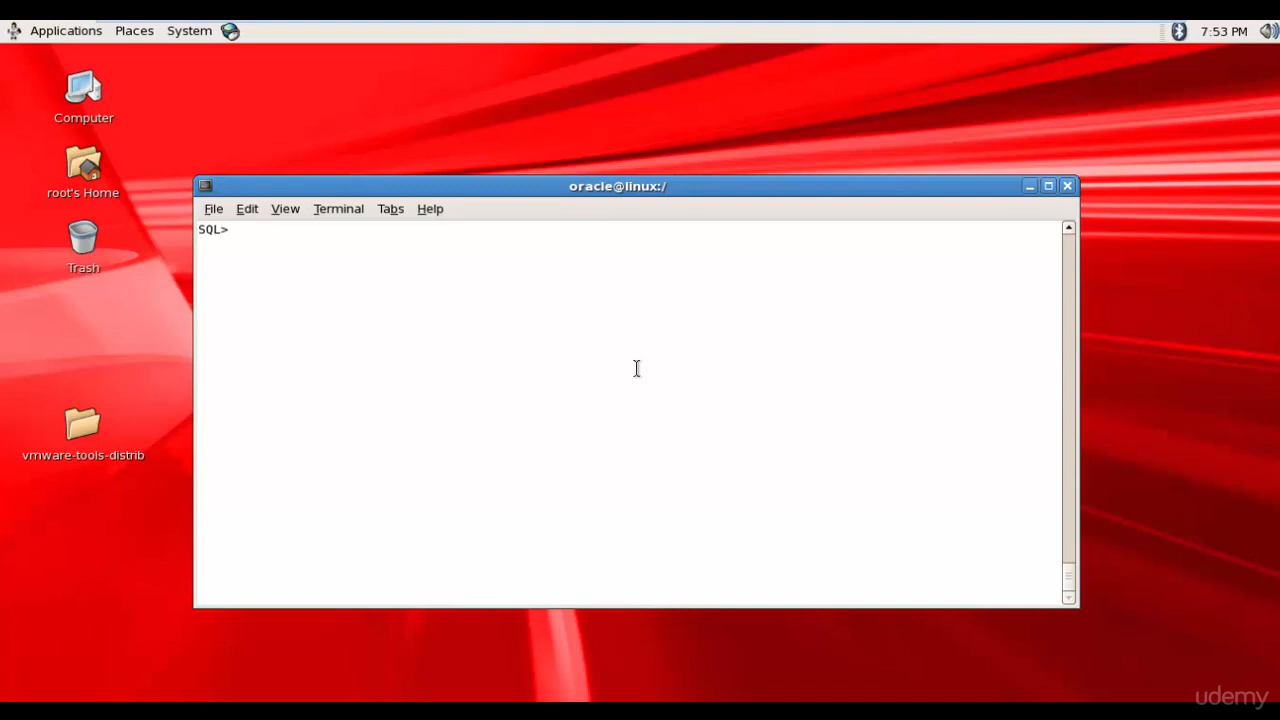 Applications Places System
7:53 PM
Computer
root's Home
Trash
vmware-tools-distrib
oracle@linux:/
File Edit View Terminal Tabs Help
SQL>
udemy